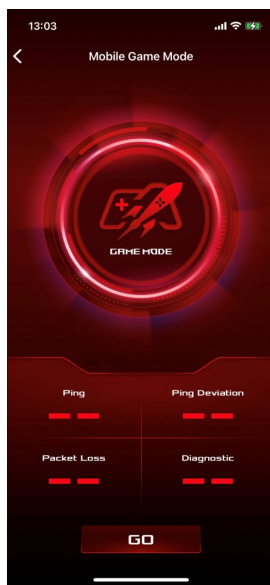 13:03
Mobile Game Mode
GAME MODE
Ping
Ping Deviation
-- --
-- --
Packet Loss
Diagnostic
-- --
-- --
GO